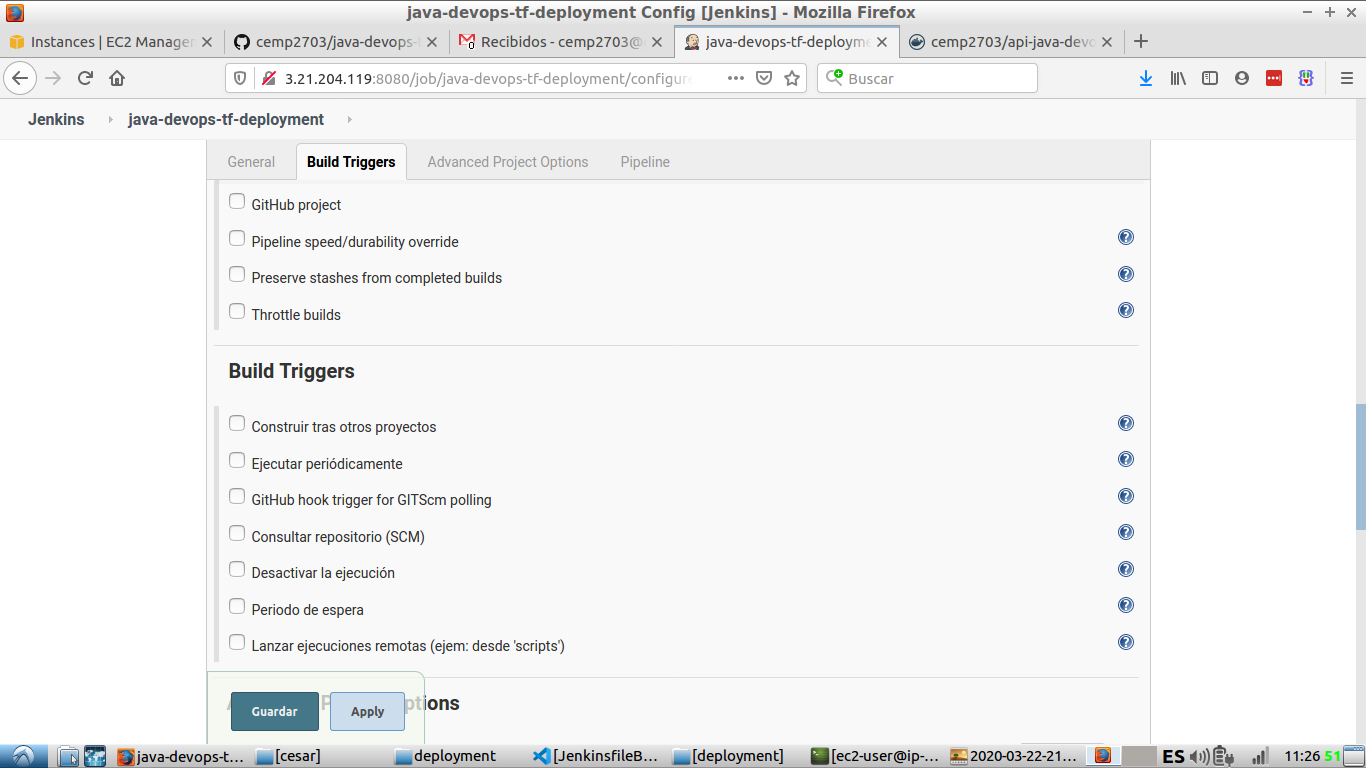 java-devops-tf-deployment Config [Jenkins] - Mozilla Firefox
Instances | EC2 Manager
cemp2703/java-devops-
Recibidos - cemp2703@
java-devops-tf-deployme
cemp2703/api-java-devo
3.21.204.119:8080/job/java-devops-tf-deployment/configure
Buscar
Jenkins
java-devops-tf-deployment
General
Build Triggers
Advanced Project Options
Pipeline
GitHub project
Pipeline speed/durability override
Preserve stashes from completed builds
Throttle builds
Build Triggers
Construir tras otros proyectos
Ejecutar periódicamente
GitHub hook trigger for GITScm polling
Consultar repositorio (SCM)
Desactivar la ejecución
Periodo de espera
Lanzar ejecuciones remotas (ejem: desde 'scripts')
Guardar
Apply
java-devops-t...
[cesar]
deployment
[JenkinsfileB...
[deployment]
[ec2-user@ip-...
2020-03-22-21...
ES
11:26
51